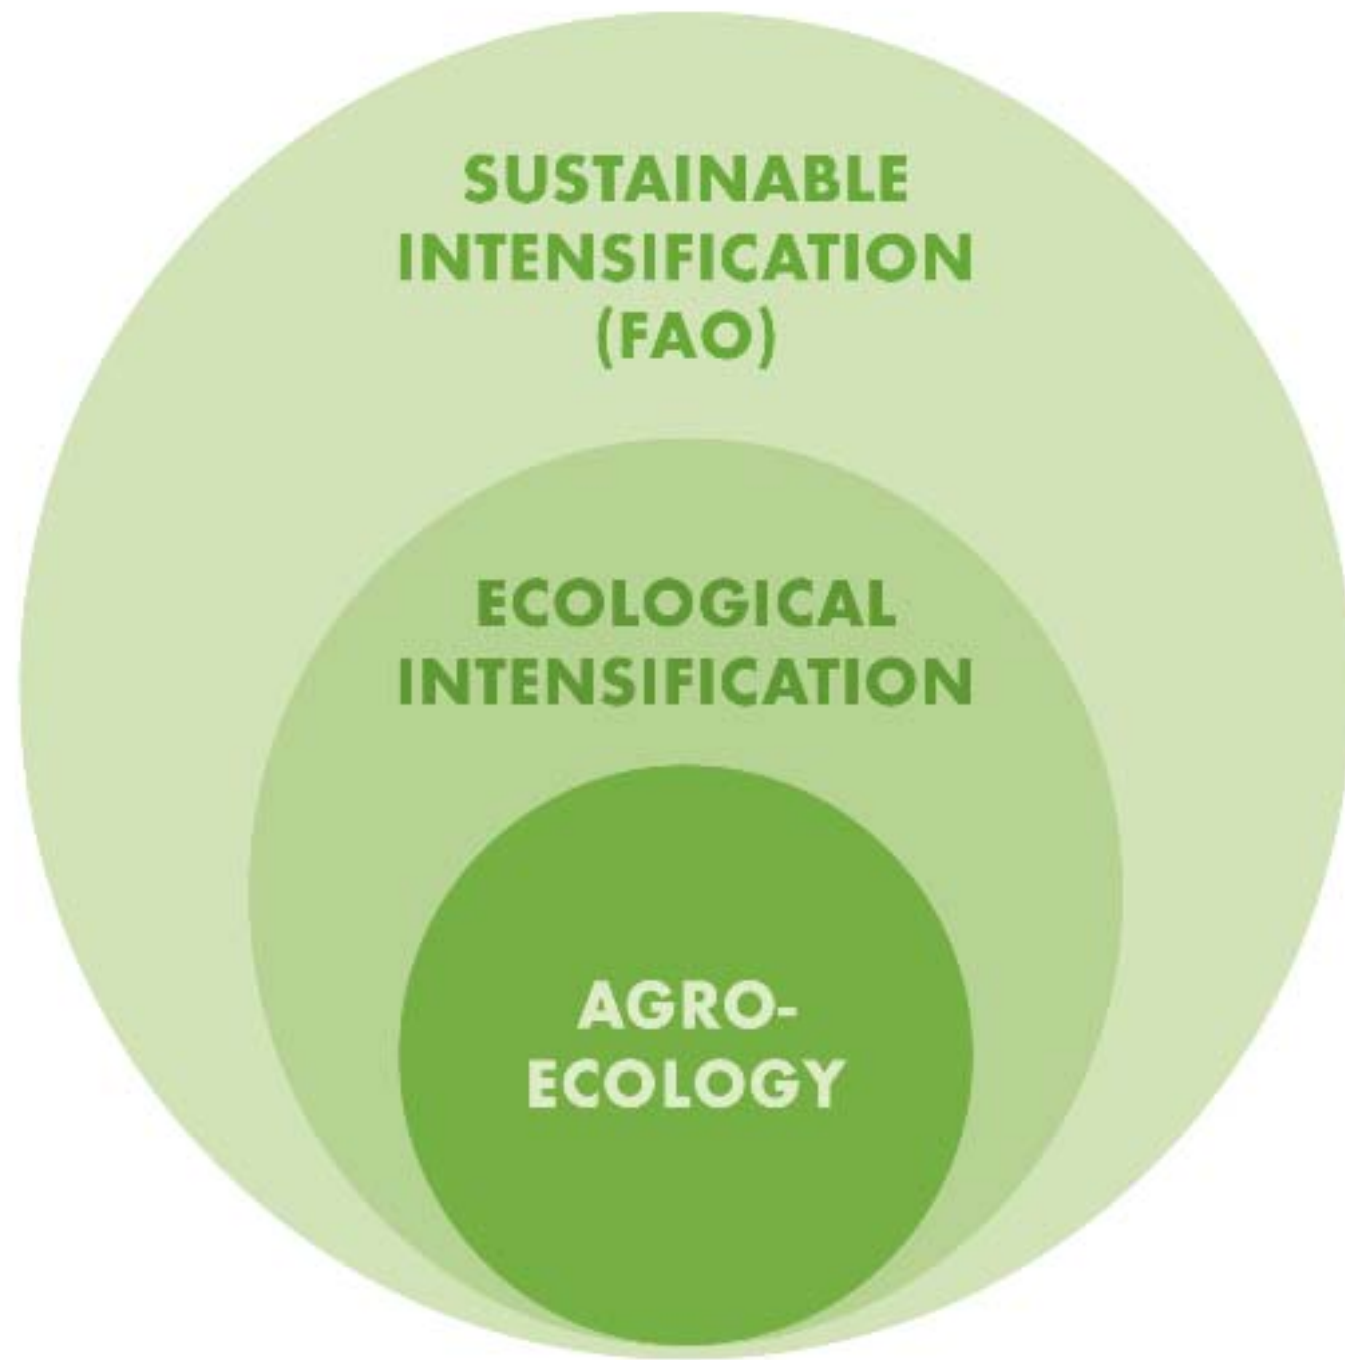 SUSTAINABLE
INTENSIFICATION
(FAO)
ECOLOGICAL
INTENSIFICATION
AGRO-
ECOLOGY